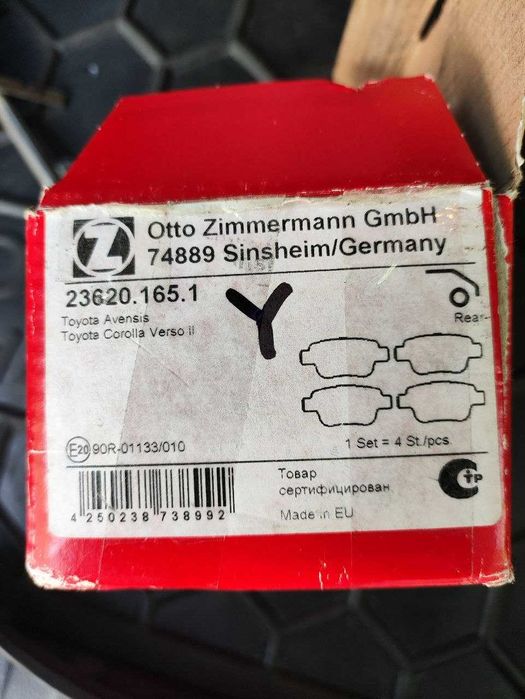 Z
Otto Zimmermann GmbH
74889 Sinsheim/Germany
23620.165.1
Y
Toyota Avensis
Toyota Corolla Verso II
Rear
E20 90R-01133/010
1 Set = 4 St./pcs.
4 250238 738992
Товар
сертифицирован
Made in EU
СТР